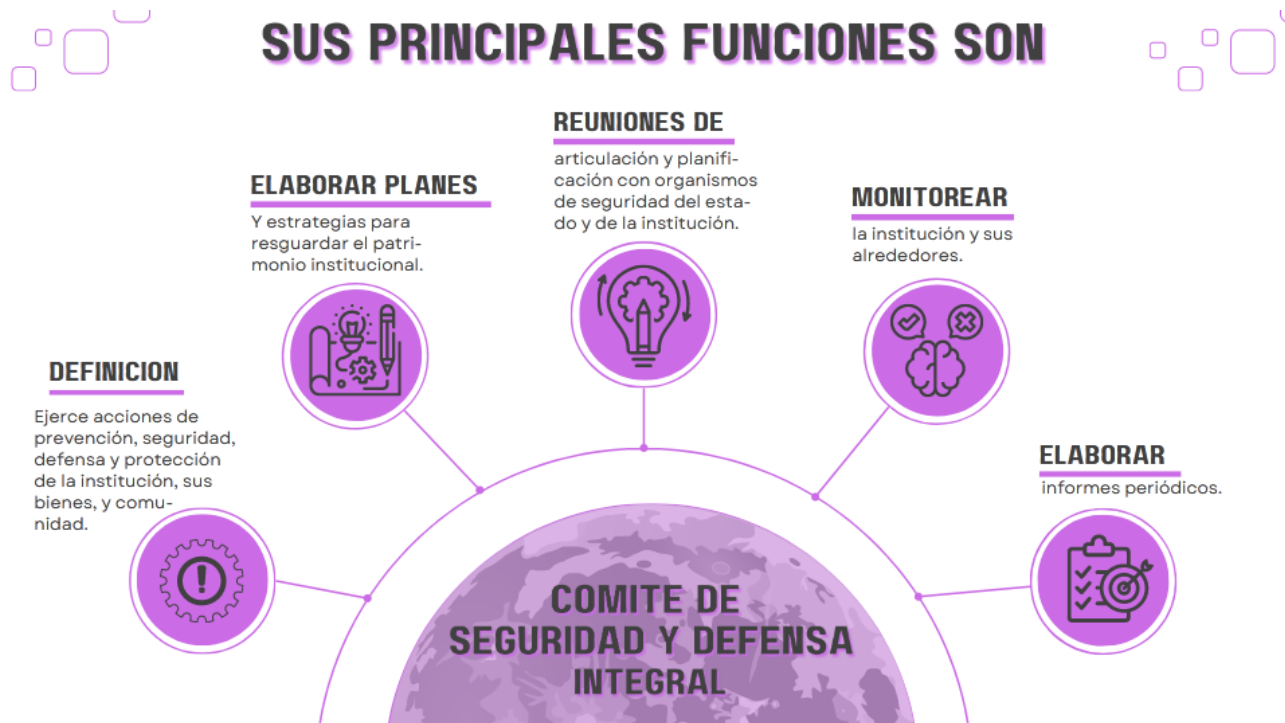 SUS PRINCIPALES FUNCIONES SON
DEFINICION
Ejerce acciones de
prevención, seguridad,
defensa y protección
de la institución, sus
bienes, y comu-
nidad.
ELABORAR PLANES
Y estrategias para
resguardar el patri-
monio institucional.
REUNIONES DE
articulación y planifi-
cación con organismos
de seguridad del esta-
do y de la institución.
MONITOREAR
la institución y sus
alrededores.
ELABORAR
informes periódicos.
COMITE DE
SEGURIDAD Y DEFENSA
INTEGRAL